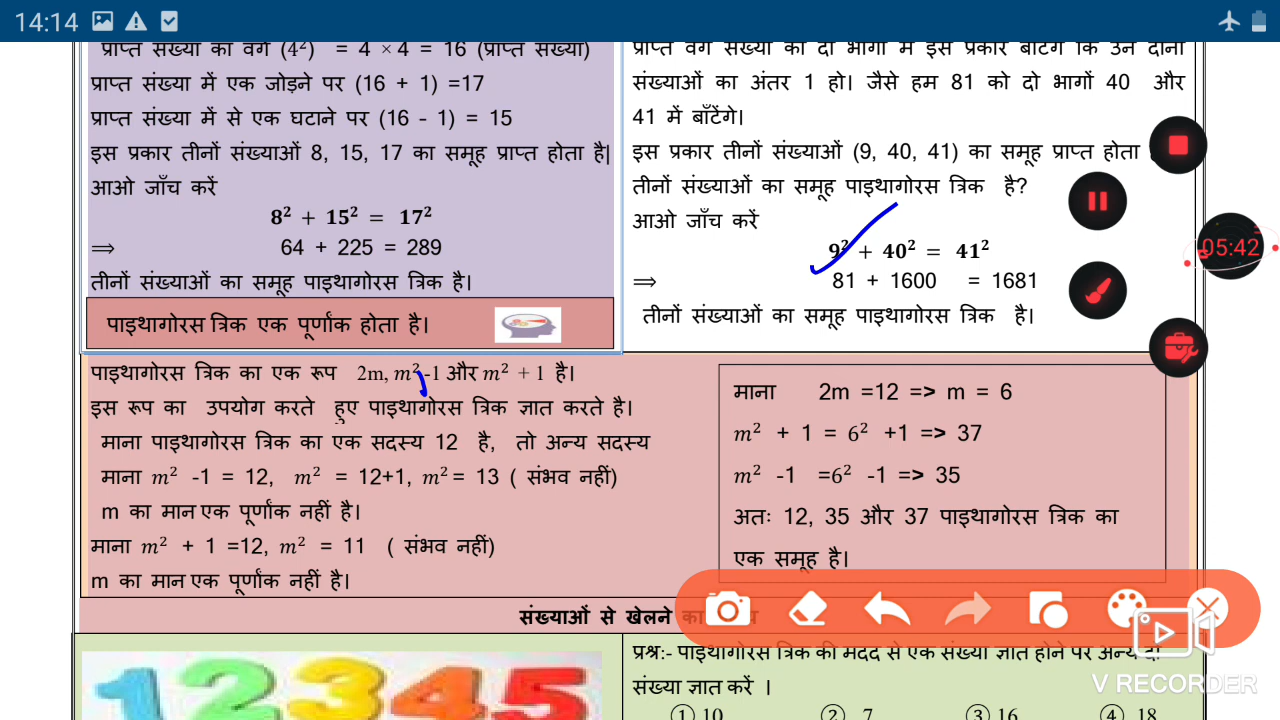 14:14
प्राप्त संख्या का वर्ग (4²) = 4 × 4 = 16 (प्राप्त संख्या)
प्राप्त संख्या में एक जोड़ने पर (16 + 1) =17
प्राप्त संख्या में से एक घटाने पर (16 – 1) = 15
इस प्रकार तीनों संख्याओं 8, 15, 17 का समूह प्राप्त होता है|
आओ जाँच करें
8² + 15² = 17²
⟹ 64 + 225 = 289
तीनों संख्याओं का समूह पाइथागोरस त्रिक है।
पाइथागोरस त्रिक एक पूर्णांक होता है।
प्राप्त वर्ग संख्या को दो भागों में इस प्रकार बाँटेंगे कि उन दोनों
संख्याओं का अंतर 1 हो। जैसे हम 81 को दो भागों 40 और
41 में बाँटेंगे।
इस प्रकार तीनों संख्याओं (9, 40, 41) का समूह प्राप्त होता
तीनों संख्याओं का समूह पाइथागोरस त्रिक है?
आओ जाँच करें
9² + 40² = 41²
⟹ 81 + 1600 = 1681
तीनों संख्याओं का समूह पाइथागोरस त्रिक है।
05:42
पाइथागोरस त्रिक का एक रूप 2m, m² -1 और m² + 1 है।
इस रूप का उपयोग करते हुए पाइथागोरस त्रिक ज्ञात करते है।
माना पाइथागोरस त्रिक का एक सदस्य 12 है, तो अन्य सदस्य
माना m² -1 = 12, m² = 12+1, m² = 13 ( संभव नहीं)
m का मान एक पूर्णांक नहीं है।
माना m² + 1 =12, m² = 11 ( संभव नहीं)
m का मान एक पूर्णांक नहीं है।
माना 2m =12 => m = 6
m² + 1 = 6² +1 => 37
m² -1 =6² -1 => 35
अतः 12, 35 और 37 पाइथागोरस त्रिक का
एक समूह है।
संख्याओं से खेलने का
12345
प्रश्न:- पाइथागोरस त्रिक की मदद से एक संख्या ज्ञात होने पर अन्य दो
संख्या ज्ञात करें ।
① 10 ② 7 ③ 16 ④ 18
V RECORDER